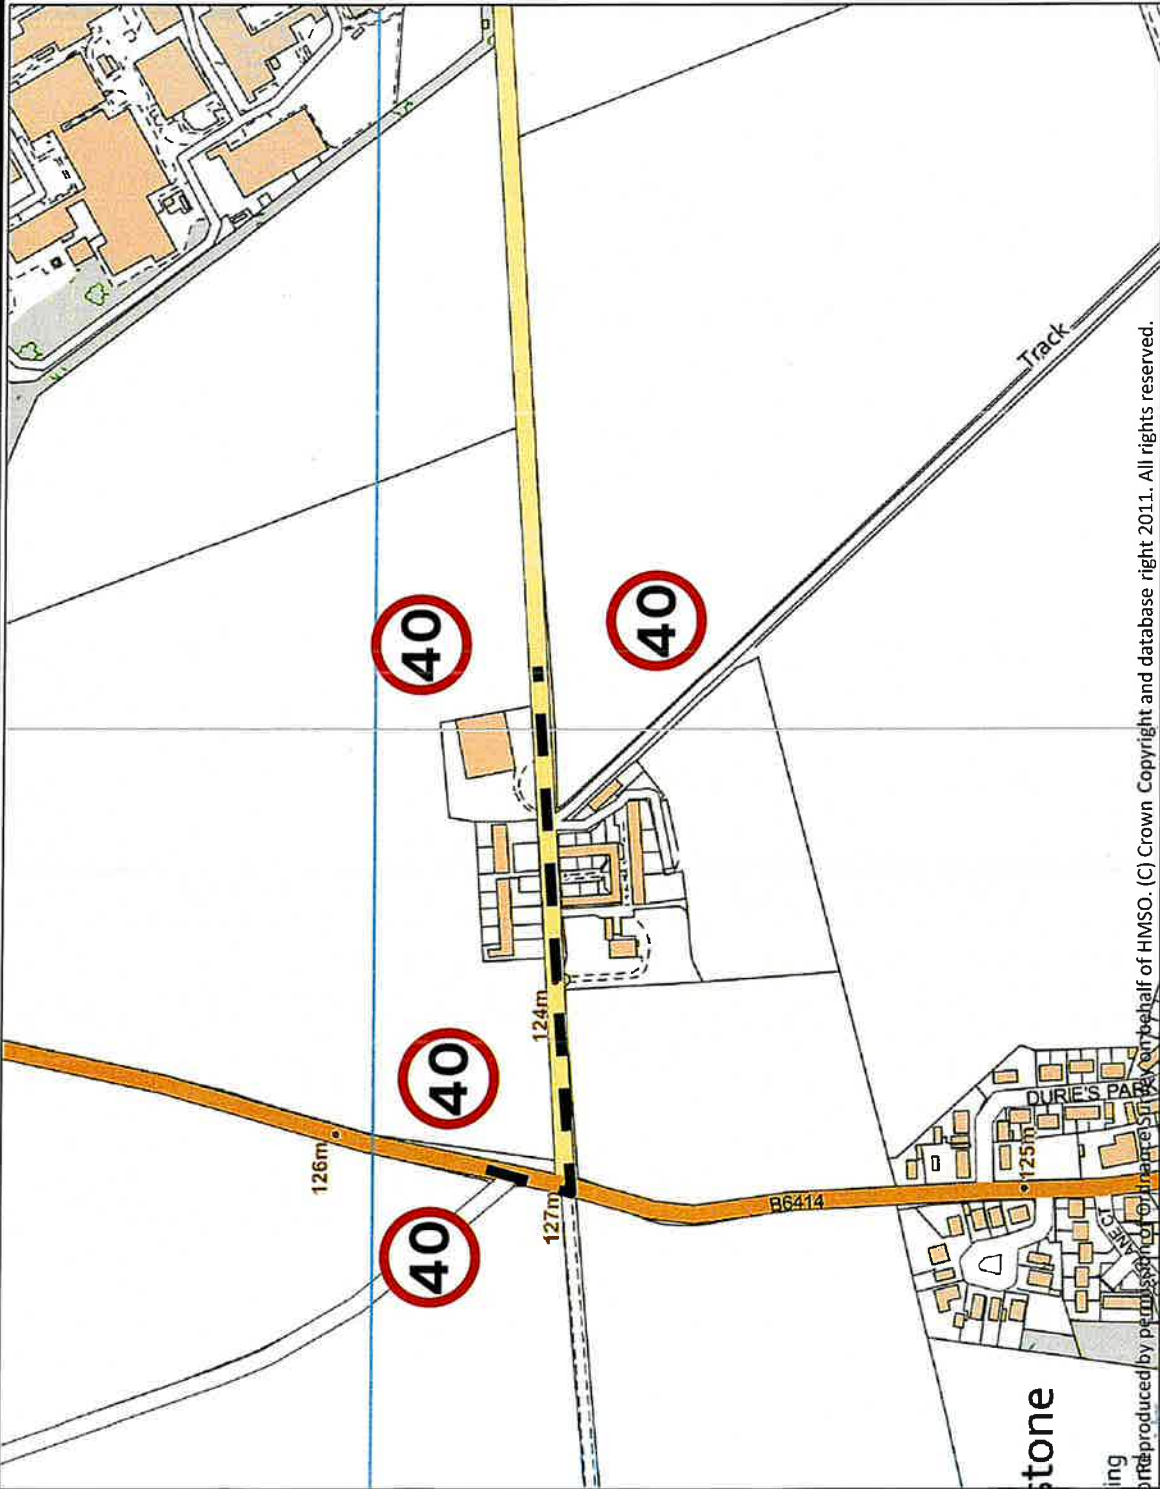 Track
40
40
40
40
124m
126m
127m
B6414
DURIE'S PARK
125m
stone
ing
Reproduced by permission of Ordnance Survey on behalf of HMSO. (C) Crown Copyright and database right 2011. All rights reserved.